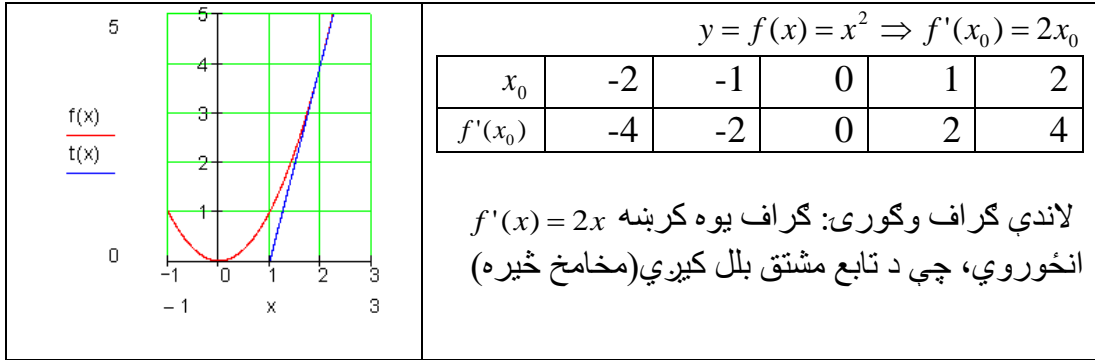 5
f(x)
t(x)
0
5
4
3
2
1
-1 0 1 2 3
– 1 x 3
y = f(x) = x² ⇒ f'(x₀) = 2x₀
x₀ -2 -1 0 1 2
f'(x₀) -4 -2 0 2 4
لاندې ګراف وګورۍ: ګراف یوه کرښه f'(x) = 2x
انځوروي، چې د تابع مشتق بلل کیږي(مخامخ څیره)